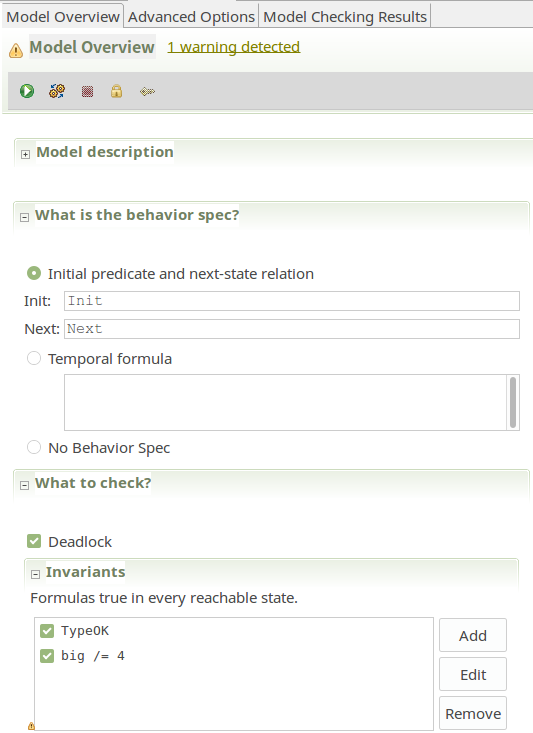 Model Overview Advanced Options Model Checking Results
Model Overview 1 warning detected
Model description
What is the behavior spec?
Initial predicate and next-state relation
Init: Init
Next: Next
Temporal formula
No Behavior Spec
What to check?
Deadlock
Invariants
Formulas true in every reachable state.
TypeOK
big /= 4
Add
Edit
Remove